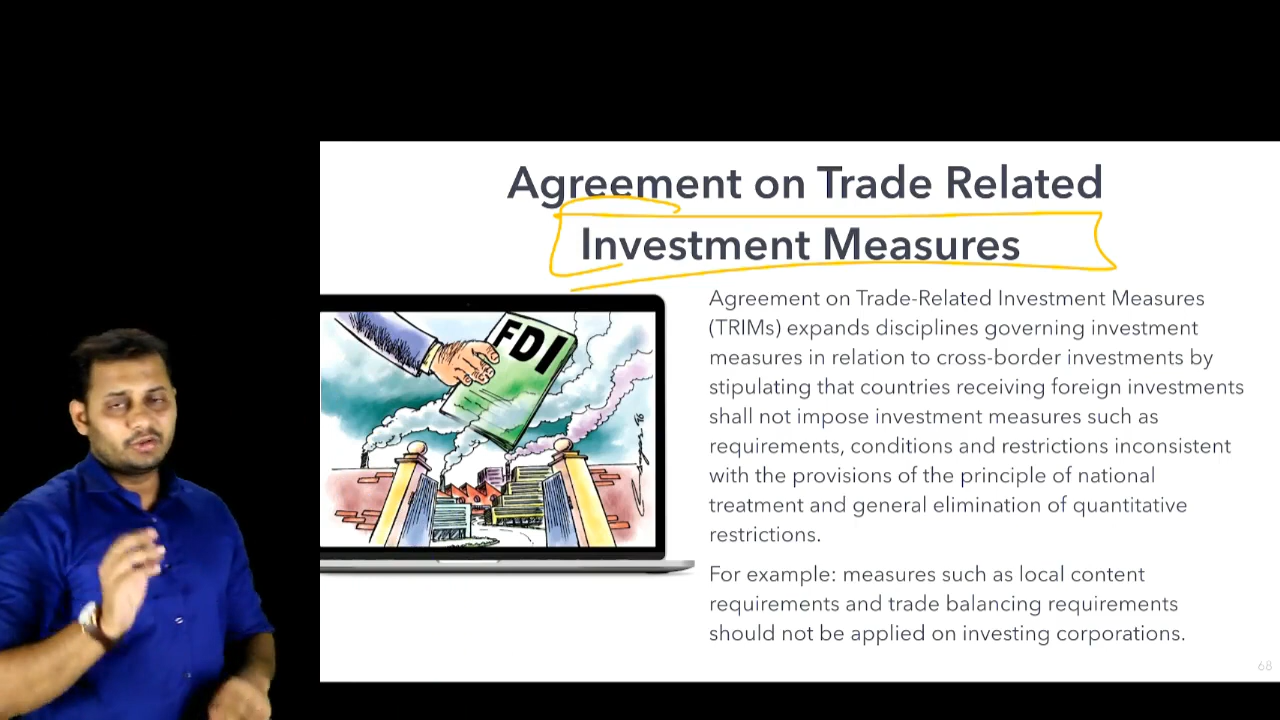 Agreement on Trade Related
Investment Measures
FDI
Agreement on Trade-Related Investment Measures
(TRIMs) expands disciplines governing investment
measures in relation to cross-border investments by
stipulating that countries receiving foreign investments
shall not impose investment measures such as
requirements, conditions and restrictions inconsistent
with the provisions of the principle of national
treatment and general elimination of quantitative
restrictions.
For example: measures such as local content
requirements and trade balancing requirements
should not be applied on investing corporations.
68